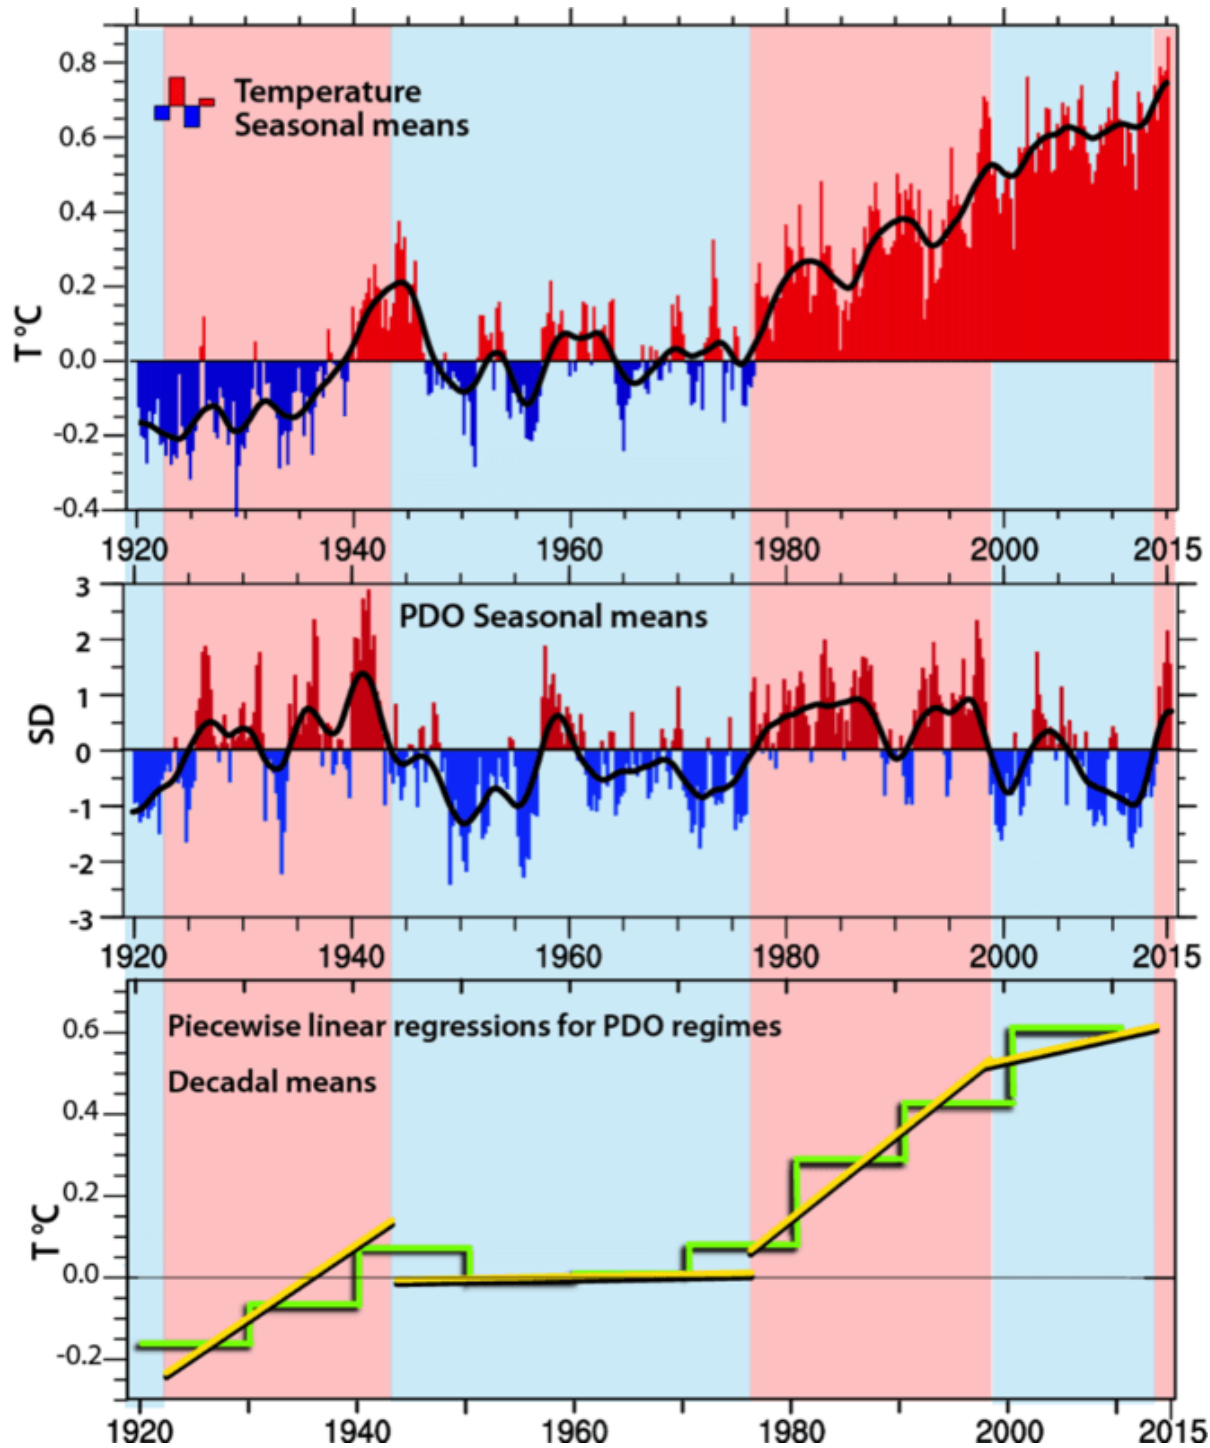 0.8
0.6
0.4
0.2
0.0
-0.2
-0.4
T °C
Temperature
Seasonal means
1920 1940 1960 1980 2000 2015
3
2
1
0
-1
-2
-3
SD
PDO Seasonal means
1920 1940 1960 1980 2000 2015
0.6
0.4
0.2
0.0
-0.2
T °C
Piecewise linear regressions for PDO regimes
Decadal means
1920 1940 1960 1980 2000 2015